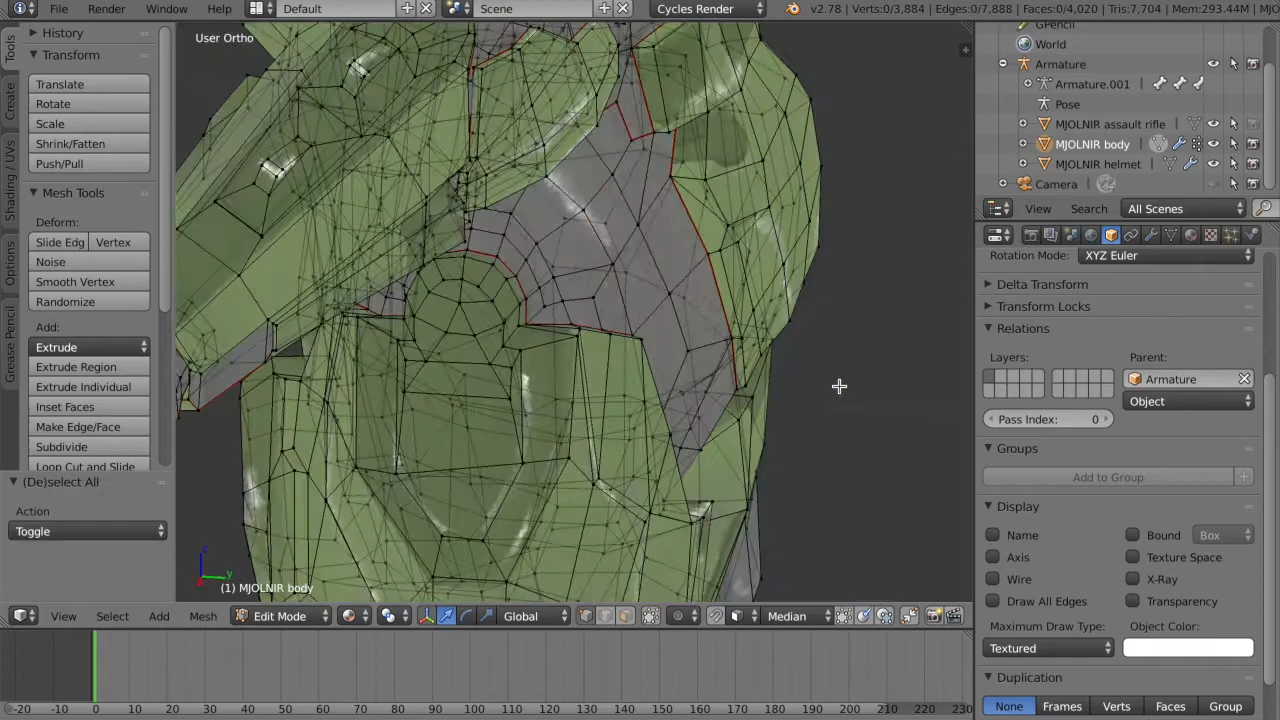 File Render Window Help Default Scene Cycles Render v2.78 | Verts:0/3,884 | Edges:0/7,888 | Faces:0/4,020 | Tris:7,704 | Mem:293.44M | MJO
Tools
Create
Shading / UVs
Options
Grease Pencil
History
Transform
Translate
Rotate
Scale
Shrink/Fatten
Push/Pull
Mesh Tools
Deform:
Slide Edg Vertex
Noise
Smooth Vertex
Randomize
Add:
Extrude
Extrude Region
Extrude Individual
Inset Faces
Make Edge/Face
Subdivide
Loop Cut and Slide
(De)select All
Action
Toggle
User Ortho
z
y
(1) MJOLNIR body
View Select Add Mesh Edit Mode Global Median
-20 -10 0 10 20 30 40 50 60 70 80 90 100 110 120 130 140 150 160 170 180 190 200 210 220 230
GPencil
World
Armature
Armature.001
Pose
MJOLNIR assault rifle
MJOLNIR body
MJOLNIR helmet
Camera
View Search All Scenes
Rotation Mode: XYZ Euler
Delta Transform
Transform Locks
Relations
Layers: Parent:
Armature
Object
Pass Index: 0
Groups
Add to Group
Display
Name Bound Box
Axis Texture Space
Wire X-Ray
Draw All Edges Transparency
Maximum Draw Type: Object Color:
Textured
Duplication
None Frames Verts Faces Group